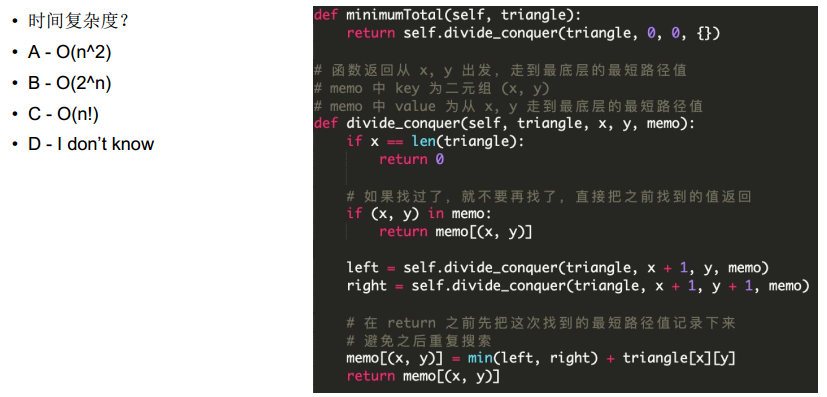 • 时间复杂度？
• A - O(n^2)
• B - O(2^n)
• C - O(n!)
• D - I don’t know
def minimumTotal(self, triangle):
    return self.divide_conquer(triangle, 0, 0, {})

# 函数返回从 x, y 出发，走到最底层的最短路径值
# memo 中 key 为二元组 (x, y)
# memo 中 value 为从 x, y 走到最底层的最短路径值
def divide_conquer(self, triangle, x, y, memo):
    if x == len(triangle):
        return 0

    # 如果找过了，就不要再找了，直接把之前找到的值返回
    if (x, y) in memo:
        return memo[(x, y)]

    left = self.divide_conquer(triangle, x + 1, y, memo)
    right = self.divide_conquer(triangle, x + 1, y + 1, memo)

    # 在 return 之前先把这次找到的最短路径值记录下来
    # 避免之后重复搜索
    memo[(x, y)] = min(left, right) + triangle[x][y]
    return memo[(x, y)]